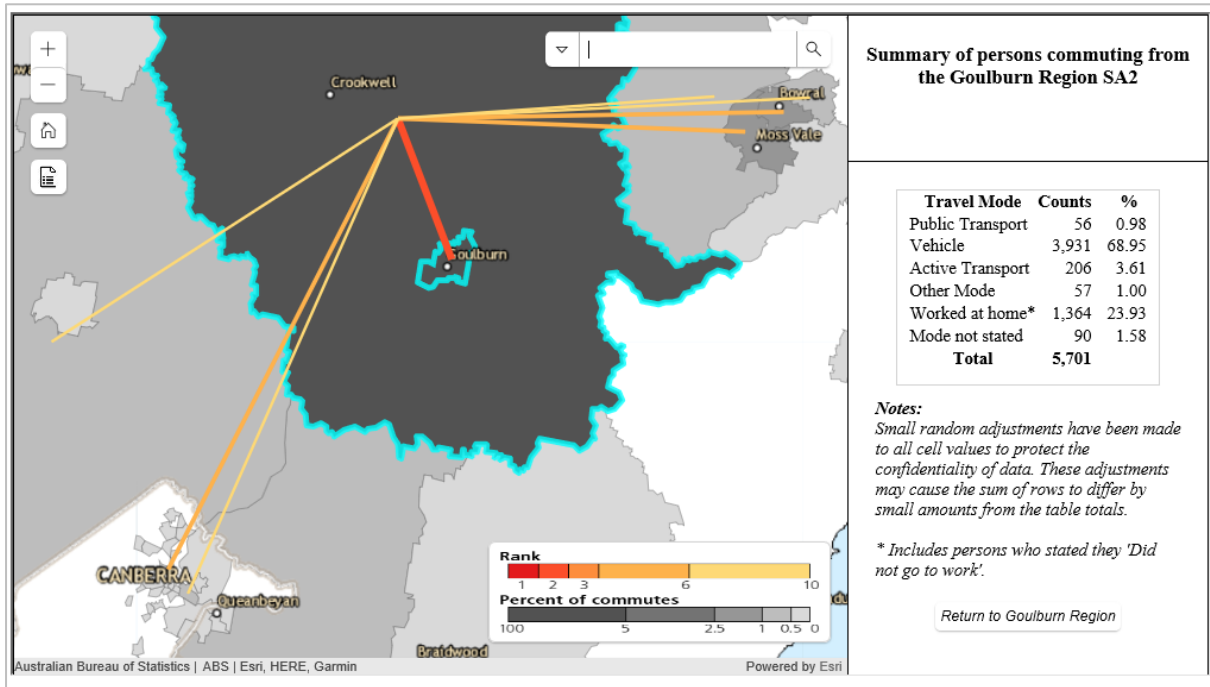 Crookwell
Bowral
Moss Vale
Goulburn
CANBERRA
Queanbeyan
Braidwood
Rank
1 2 3 6 10
Percent of commutes
100 5 2.5 1 0.5 0
Australian Bureau of Statistics | ABS | Esri, HERE, Garmin
Powered by Esri
Summary of persons commuting from
the Goulburn Region SA2
Travel Mode Counts %
Public Transport 56 0.98
Vehicle 3,931 68.95
Active Transport 206 3.61
Other Mode 57 1.00
Worked at home* 1,364 23.93
Mode not stated 90 1.58
Total 5,701
Notes:
Small random adjustments have been made
to all cell values to protect the
confidentiality of data. These adjustments
may cause the sum of rows to differ by
small amounts from the table totals.
* Includes persons who stated they 'Did
not go to work'.
Return to Goulburn Region